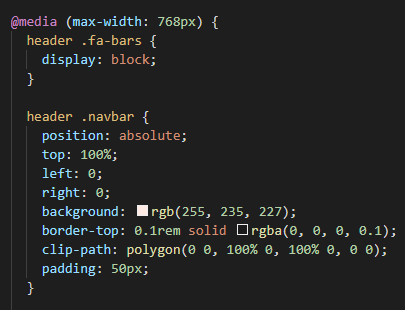 @media (max-width: 768px) {
header .fa-bars {
display: block;
}
header .navbar {
position: absolute;
top: 100%;
left: 0;
right: 0;
background: rgb(255, 235, 227);
border-top: 0.1rem solid rgba(0, 0, 0, 0.1);
clip-path: polygon(0 0, 100% 0, 100% 0, 0 0);
padding: 50px;
}